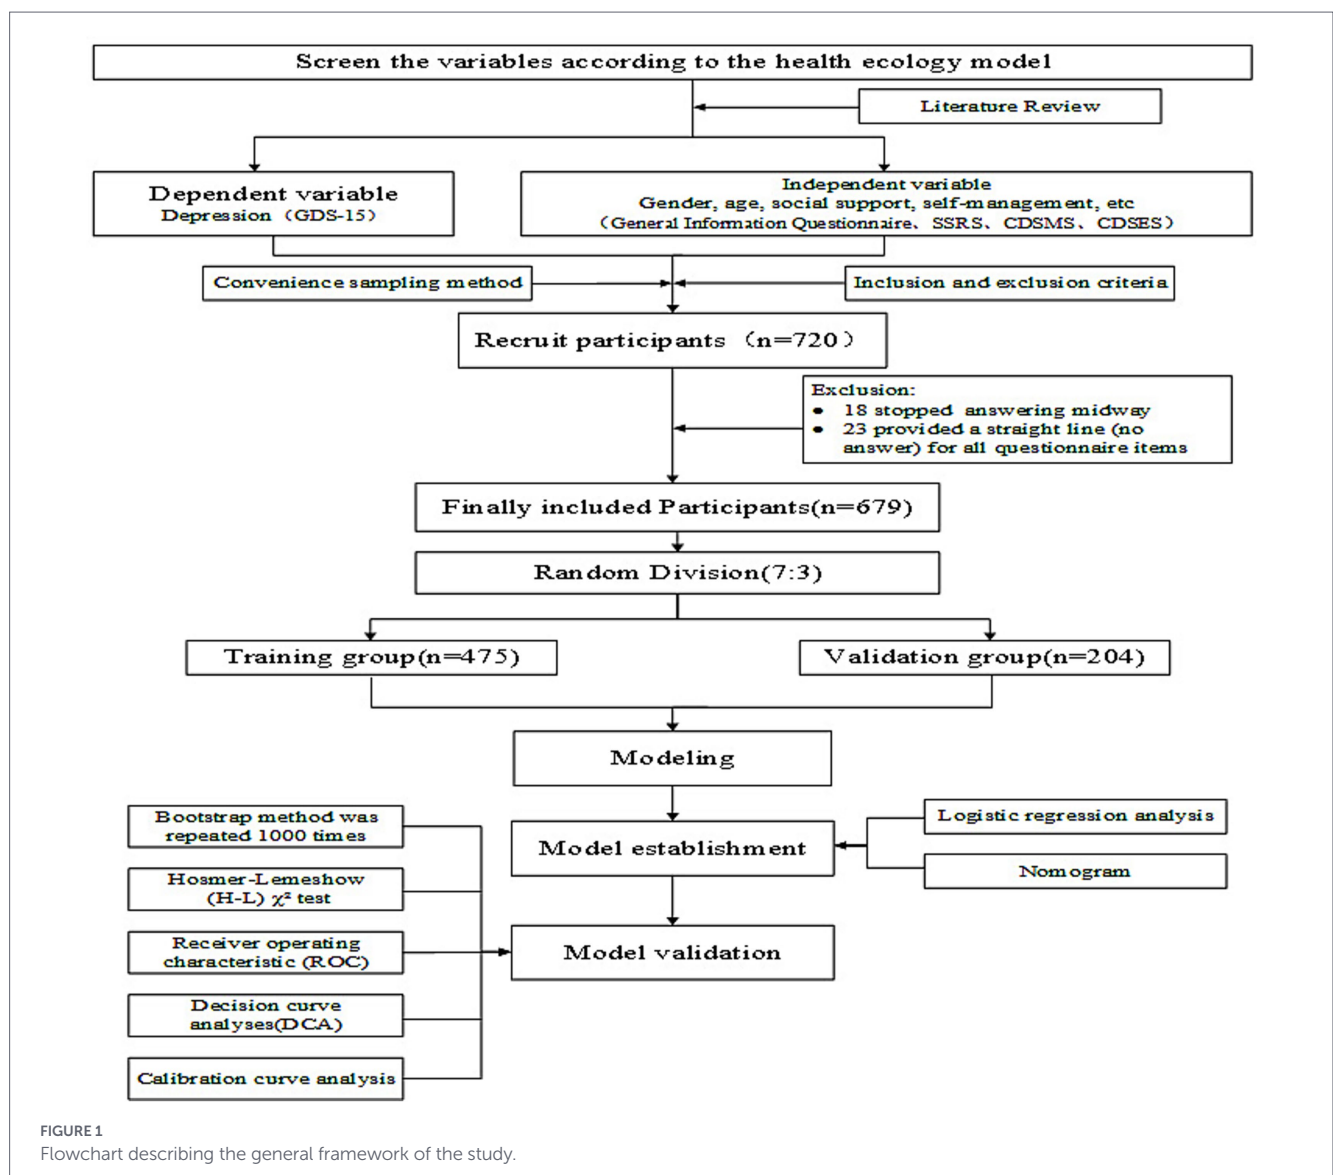 Screen the variables according to the health ecology model
Literature Review
Dependent variable
Depression（GDS-15）
Independent variable
Gender, age, social support, self-management, etc
（General Information Questionnaire、SSRS、CDSMS、CDSES）
Convenience sampling method
Inclusion and exclusion criteria
Recruit participants（n=720）
Exclusion:
● 18 stopped answering midway
● 23 provided a straight line (no
answer) for all questionnaire items
Finally included Participants(n=679)
Random Division(7:3)
Training group(n=475)
Validation group(n=204)
Modeling
Bootstrap method was
repeated 1000 times
Logistic regression analysis
Model establishment
Hosmer-Lemeshow
(H-L) χ² test
Nomogram
Receiver operating
characteristic (ROC)
Model validation
Decision curve
analyses(DCA)
Calibration curve analysis
FIGURE 1
Flowchart describing the general framework of the study.